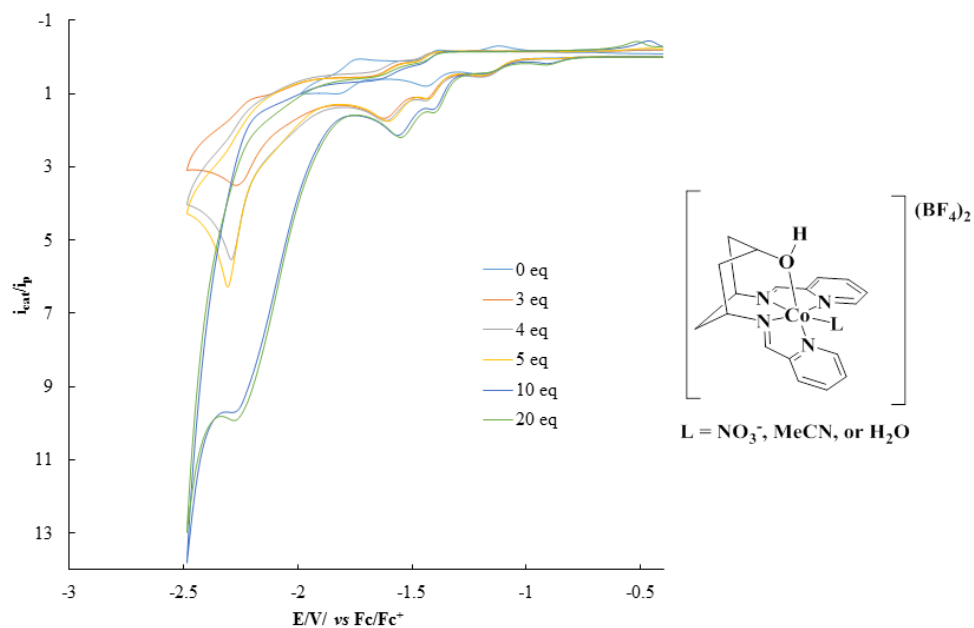 -1
1
3
5
7
9
11
13
i_cat/i_p
-3
-2.5
-2
-1.5
-1
-0.5
E/V/ vs Fc/Fc⁺
0 eq
3 eq
4 eq
5 eq
10 eq
20 eq
(BF₄)₂
H
O
N N
N Co L
N
L = NO₃⁻, MeCN, or H₂O